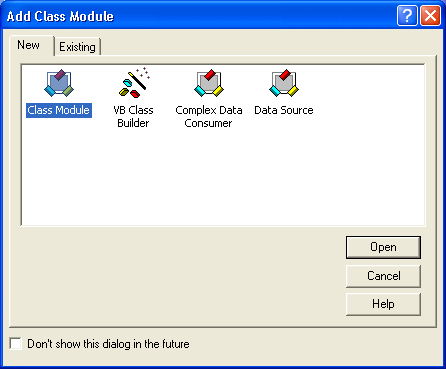 Add Class Module
New Existing
Class Module VB Class Builder Complex Data Consumer Data Source
Open
Cancel
Help
Don't show this dialog in the future